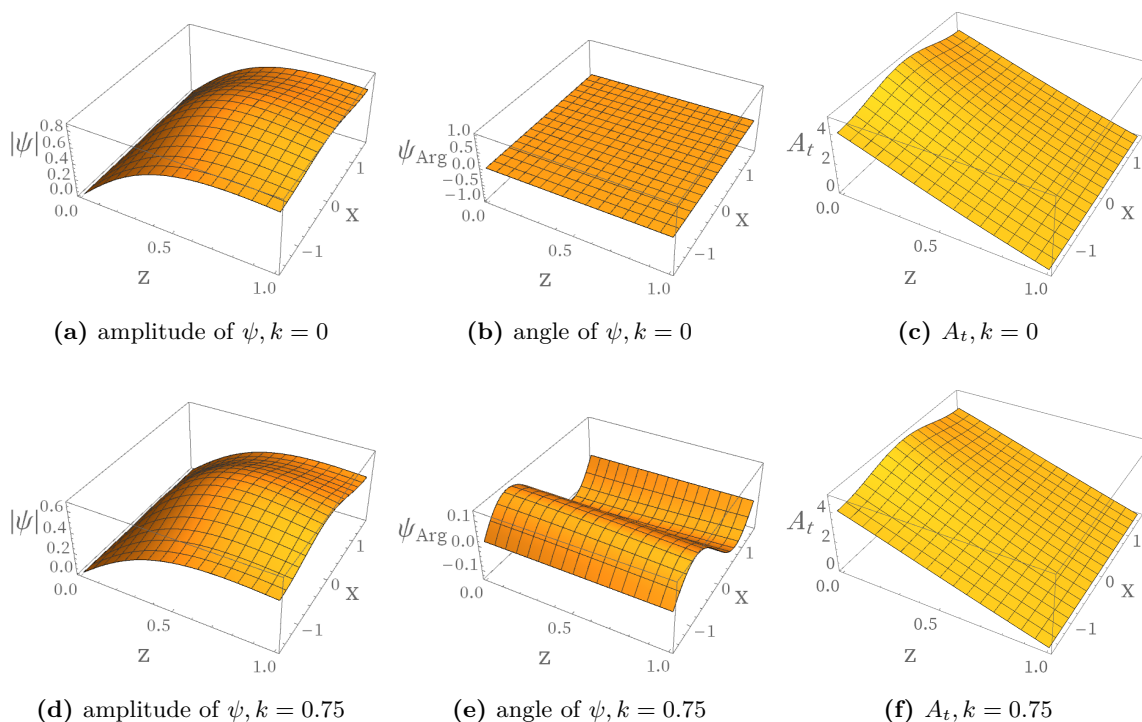 0.8
0.6
0.4
0.2
0.0
|ψ|
0.0
0.5
1.0
z
-1
0
1
x
1.0
0.5
0.0
-0.5
-1.0
ψArg
0.0
0.5
1.0
z
-1
0
1
x
4
2
0
At
0.0
0.5
1.0
z
-1
0
1
x
(a) amplitude of ψ, k = 0
(b) angle of ψ, k = 0
(c) At, k = 0
0.6
0.4
0.2
0.0
|ψ|
0.0
0.5
1.0
z
-1
0
1
x
0.1
0.0
-0.1
ψArg
0.0
0.5
1.0
z
-1
0
1
x
4
2
0
At
0.0
0.5
1.0
z
-1
0
1
x
(d) amplitude of ψ, k = 0.75
(e) angle of ψ, k = 0.75
(f) At, k = 0.75